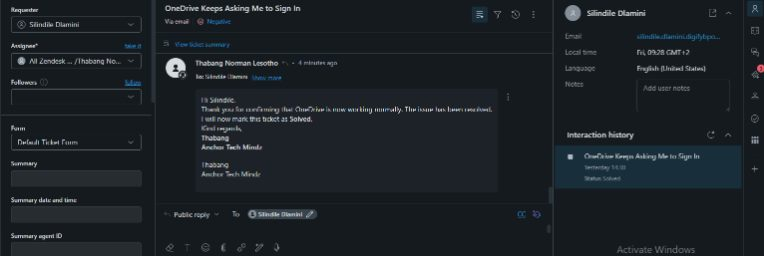 Requester
Silindile Dlamini
Assignee*
take it
All Zendesk ... /Thabang No...
Followers
follow
Form
Default Ticket Form
Summary
Summary date and time
Summary agent ID
OneDrive Keeps Asking Me to Sign In
Via email
Negative
View ticket summary
Thabang Norman Lesotho
4 minutes ago
To: Silindile Dlamini Show more
Hi Silindile,
Thank you for confirming that OneDrive is now working normally. The issue has been resolved.
I will now mark this ticket as Solved.
Kind regards,
Thabang
Anchor Tech Mindz
Thabang
Anchor Tech Mindz
Public reply
To
Silindile Dlamini
CC
Silindile Dlamini
Email
silindile.dlamini.digifybpo...
Local time
Fri, 09:28 GMT+2
Language
English (United States)
Notes
Add user notes
Interaction history
OneDrive Keeps Asking Me to Sign In
Yesterday
Status Solved
Activate Windows